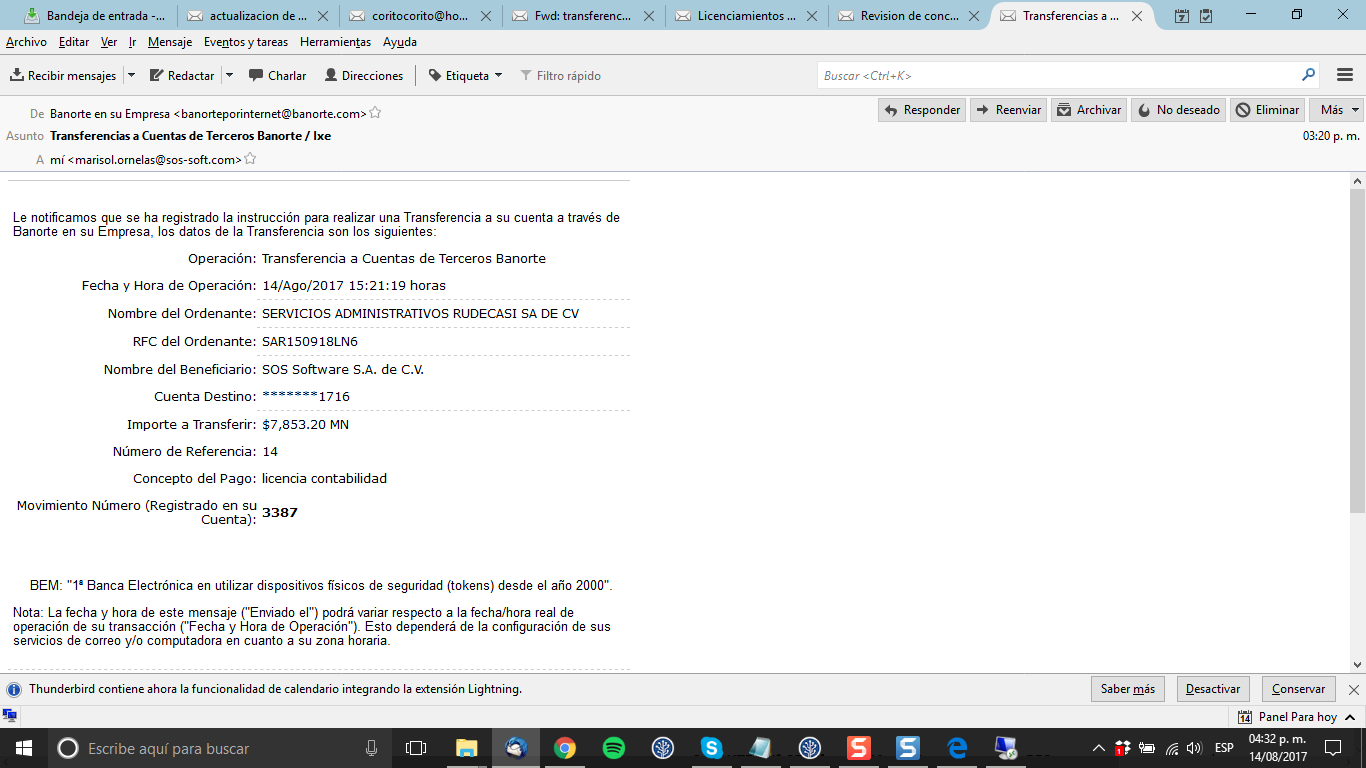 Bandeja de entrada -...
actualizacion de ...
coritocorito@ho...
Fwd: transferenc...
Licenciamientos ...
Revision de conc...
Transferencias a ...
Archivo Editar Ver Ir Mensaje Eventos y tareas Herramientas Ayuda
Recibir mensajes Redactar Charlar Direcciones Etiqueta Filtro rápido Buscar <Ctrl+K>
De Banorte en su Empresa <banorteporinternet@banorte.com>
Responder Reenviar Archivar No deseado Eliminar Más
Asunto Transferencias a Cuentas de Terceros Banorte / Ixe 03:20 p. m.
A mí <marisol.ornelas@sos-soft.com>
Le notificamos que se ha registrado la instrucción para realizar una Transferencia a su cuenta a través de
Banorte en su Empresa, los datos de la Transferencia son los siguientes:
Operación: Transferencia a Cuentas de Terceros Banorte
Fecha y Hora de Operación: 14/Ago/2017 15:21:19 horas
Nombre del Ordenante: SERVICIOS ADMINISTRATIVOS RUDECASI SA DE CV
RFC del Ordenante: SAR150918LN6
Nombre del Beneficiario: SOS Software S.A. de C.V.
Cuenta Destino: *******1716
Importe a Transferir: $7,853.20 MN
Número de Referencia: 14
Concepto del Pago: licencia contabilidad
Movimiento Número (Registrado en su
Cuenta): 3387
BEM: "1ª Banca Electrónica en utilizar dispositivos físicos de seguridad (tokens) desde el año 2000".
Nota: La fecha y hora de este mensaje ("Enviado el") podrá variar respecto a la fecha/hora real de
operación de su transacción ("Fecha y Hora de Operación"). Esto dependerá de la configuración de sus
servicios de correo y/o computadora en cuanto a su zona horaria.
Thunderbird contiene ahora la funcionalidad de calendario integrando la extensión Lightning. Saber más Desactivar Conservar
14 Panel Para hoy
Escribe aquí para buscar
ESP
04:32 p. m.
14/08/2017